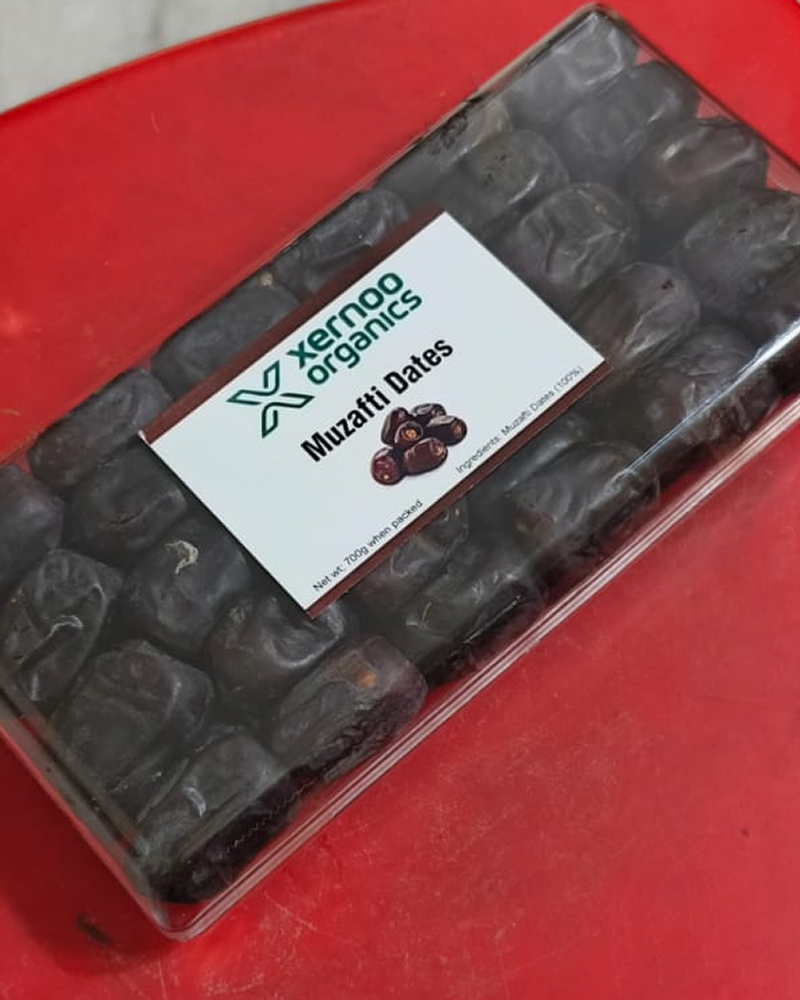 xernoo
organics
Muzafti Dates
Net wt: 700g when packed
Ingredients: Muzafti Dates (100%)